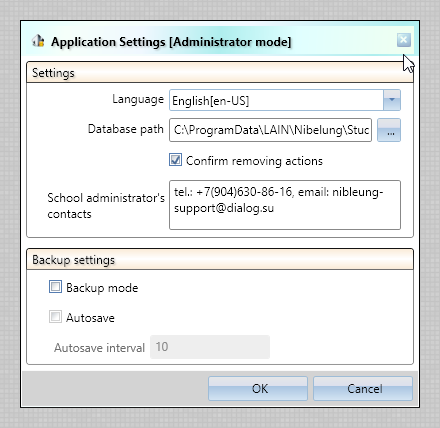 Application Settings [Administrator mode]
Settings
Language
English[en-US]
Database path
C:\ProgramData\LAIN\Nibelung\Stuc
...
Confirm removing actions
School administrator's
contacts
tel.: +7(904)630-86-16, email: nibleung-
support@dialog.su
Backup settings
Backup mode
Autosave
Autosave interval
10
OK
Cancel